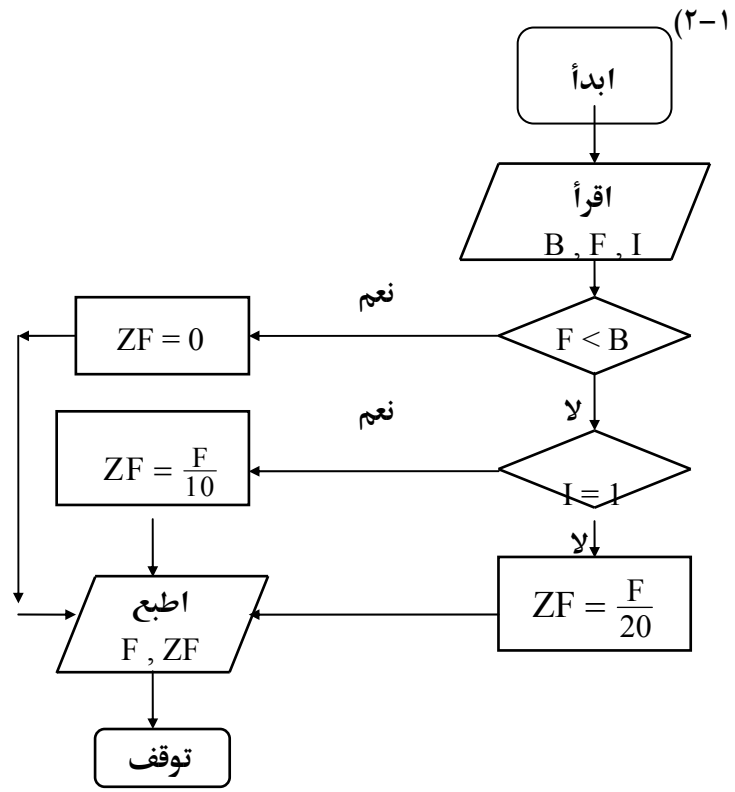 (٢-١
ابدأ
اقرأ
B , F , I
نعم
F < B
ZF = 0
لا
نعم
I = 1
ZF = F/10
لا
ZF = F/20
اطبع
F , ZF
توقف